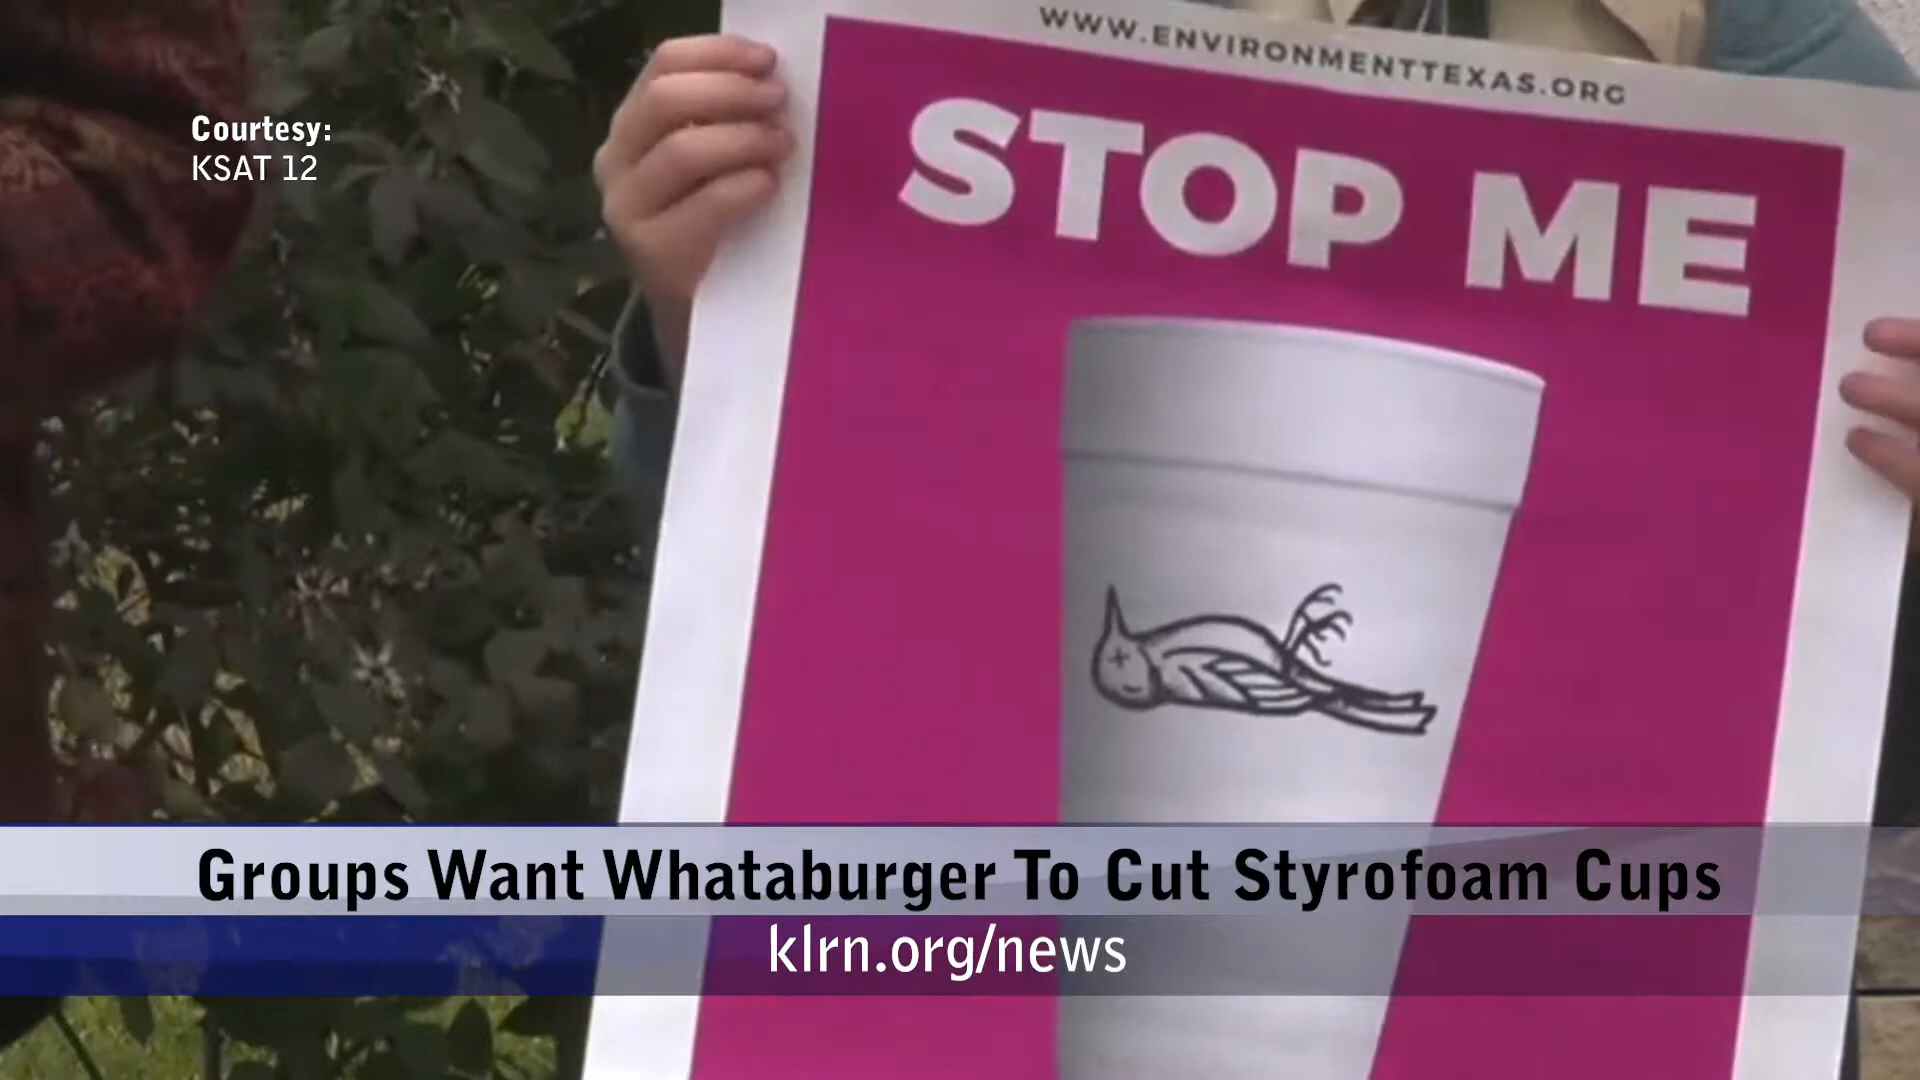 Courtesy:
KSAT 12
WWW.ENVIRONMENTTEXAS.ORG
STOP ME
Groups Want Whataburger To Cut Styrofoam Cups
klrn.org/news